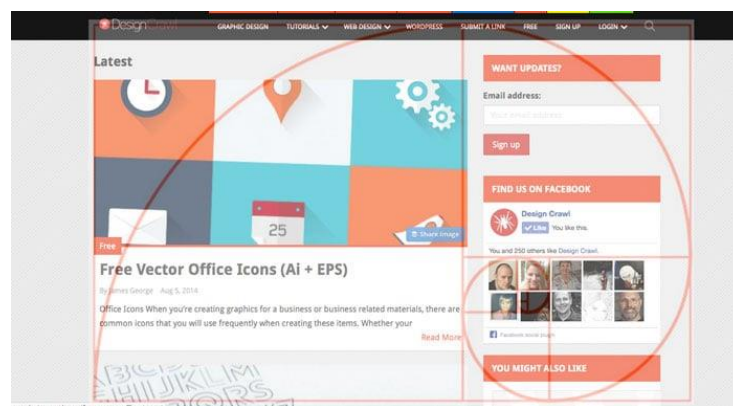 DesignCrawl
GRAPHIC DESIGN TUTORIALS WEB DESIGN WORDPRESS SUBMIT A LINK FREE SIGN UP LOGIN
Latest
25
Share Image
Free
Free Vector Office Icons (Ai + EPS)
By James George Aug 5, 2014
Office Icons When you're creating graphics for a business or business related materials, there are
common icons that you will use frequently when creating these items. Whether your
Read More
WANT UPDATES?
Email address:
Your email address
Sign up
FIND US ON FACEBOOK
Design Crawl
Like You like this.
You and 250 others like Design Crawl.
Facebook social plugin
YOU MIGHT ALSO LIKE